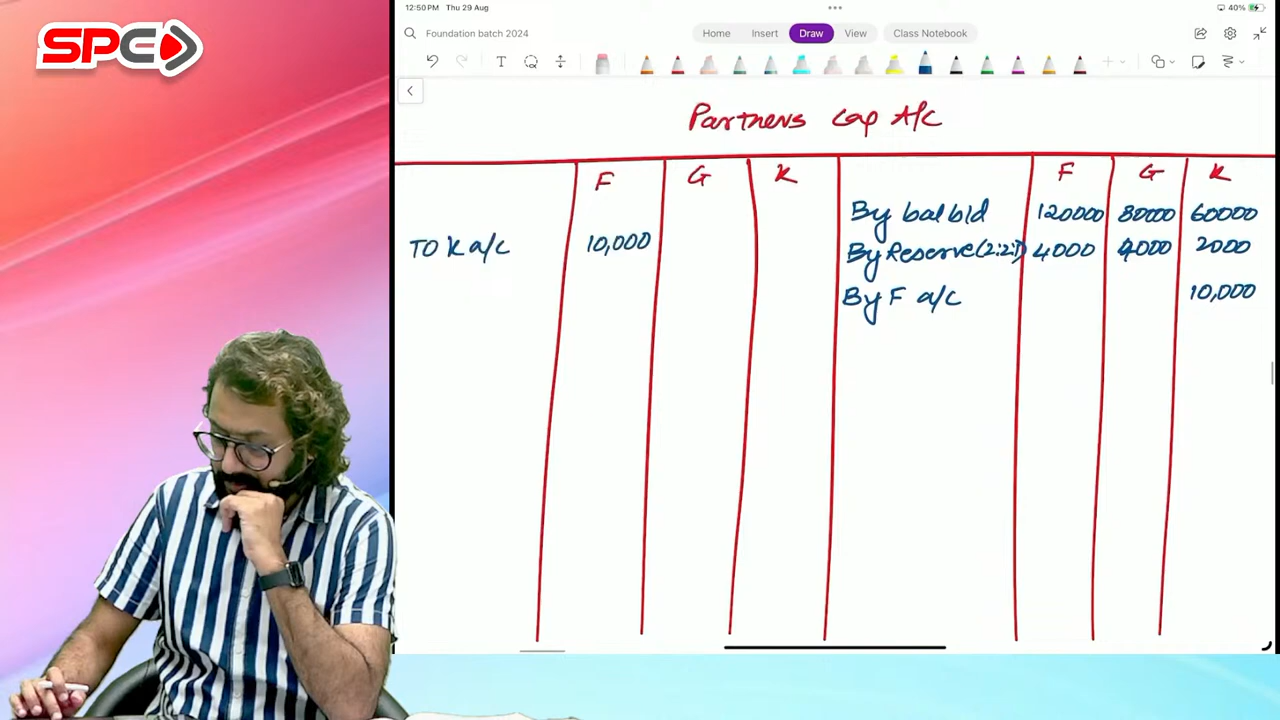 SPE
12:50 PM Thu 29 Aug
40%
Foundation batch 2024
Home Insert Draw View Class Notebook
Partners Cap A/C
F G K F G K
By bal b/d 120000 80000 60000
TO K a/c 10,000 By Reserve (2:2:1) 4000 4000 2000
By F a/c 10,000